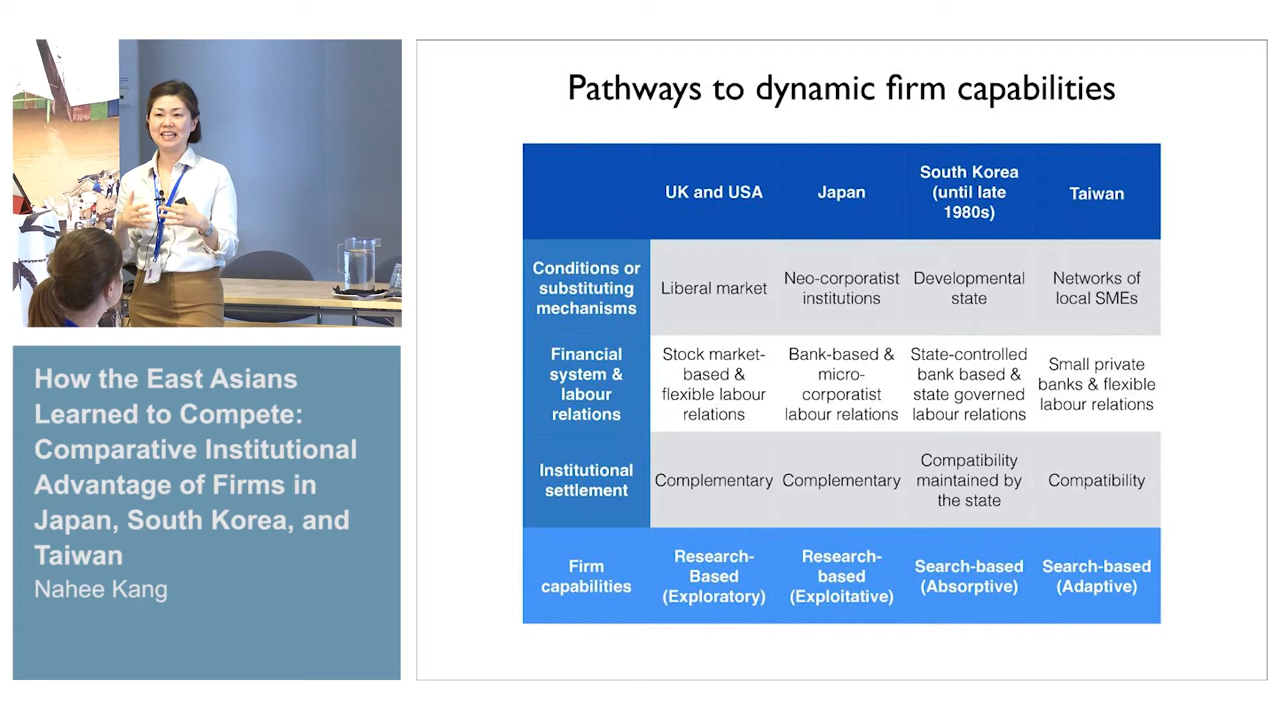 Pathways to dynamic firm capabilities
UK and USA
Japan
South Korea
(until late
1980s)
Taiwan
Conditions or
substituting
mechanisms
Liberal market
Neo-corporatist
institutions
Developmental
state
Networks of
local SMEs
Financial
system &
labour
relations
Stock market-
based &
flexible labour
relations
Bank-based &
micro-
corporatist
labour relations
State-controlled
bank based &
state governed
labour relations
Small private
banks & flexible
labour relations
Institutional
settlement
Complementary
Complementary
Compatibility
maintained by
the state
Compatibility
Firm
capabilities
Research-
Based
(Exploratory)
Research-
based
(Exploitative)
Search-based
(Absorptive)
Search-based
(Adaptive)
How the East Asians
Learned to Compete:
Comparative Institutional
Advantage of Firms in
Japan, South Korea, and
Taiwan
Nahee Kang